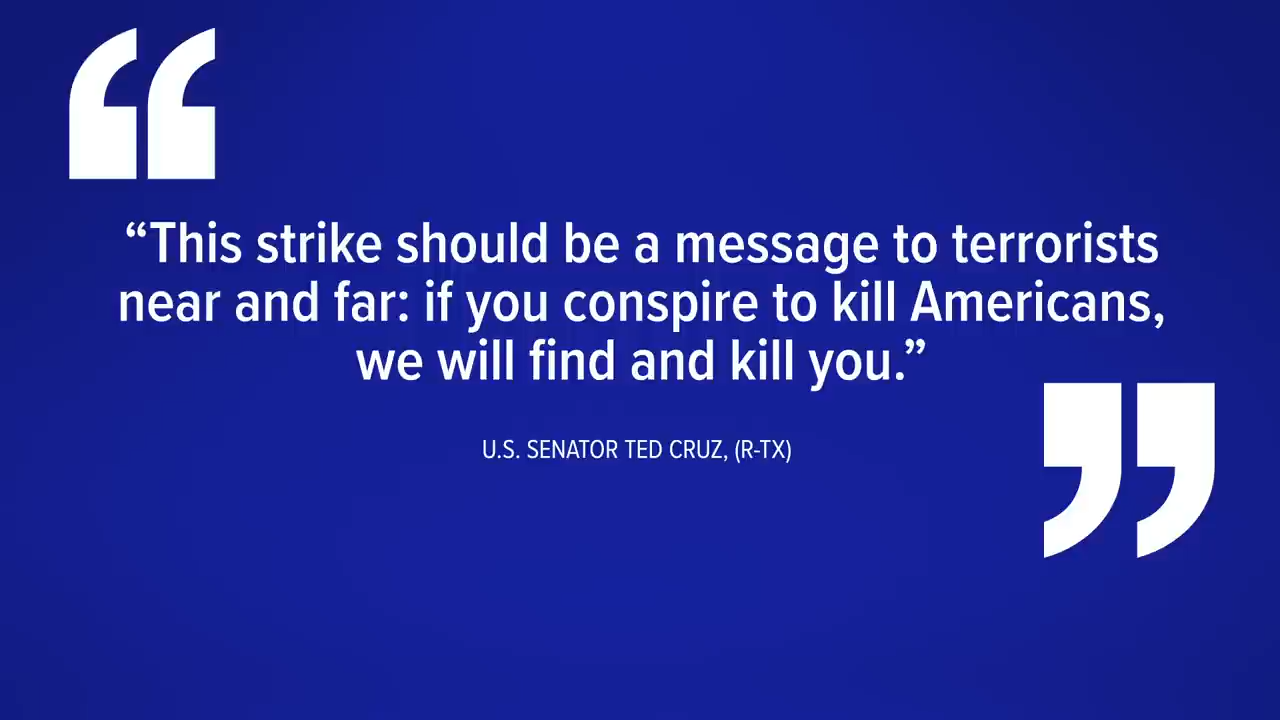 “This strike should be a message to terrorists
near and far: if you conspire to kill Americans,
we will find and kill you.”
U.S. SENATOR TED CRUZ, (R-TX)